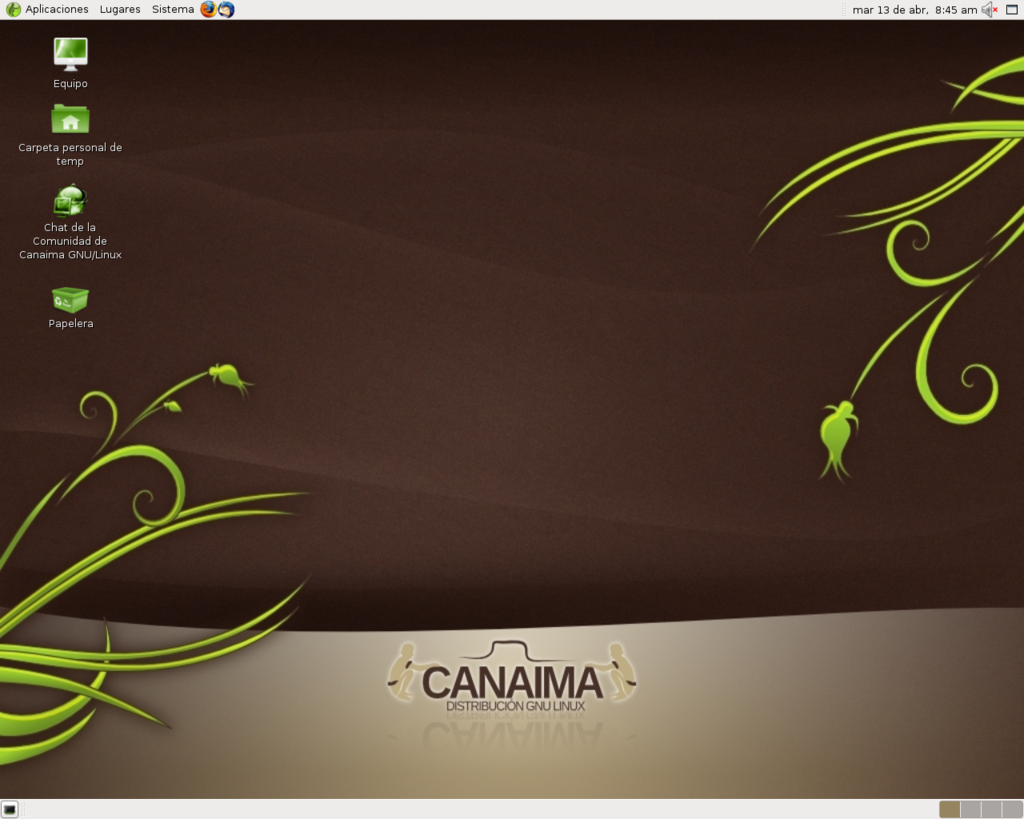 Aplicaciones Lugares Sistema mar 13 de abr, 8:45 am
Equipo
Carpeta personal de
temp
Chat de la
Comunidad de
Canaima GNU/Linux
Papelera
CANAIMA
DISTRIBUCIÓN GNU LINUX